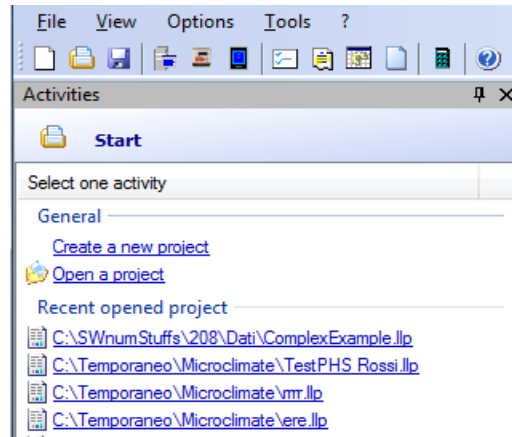 File View Options Tools ?
Activities
Start
Select one activity
General
Create a new project
Open a project
Recent opened project
C:\SWnumStuffs\208\Dati\ComplexExample.llp
C:\Temporaneo\Microclimate\TestPHS Rossi.llp
C:\Temporaneo\Microclimate\rrrr.llp
C:\Temporaneo\Microclimate\ere.llp